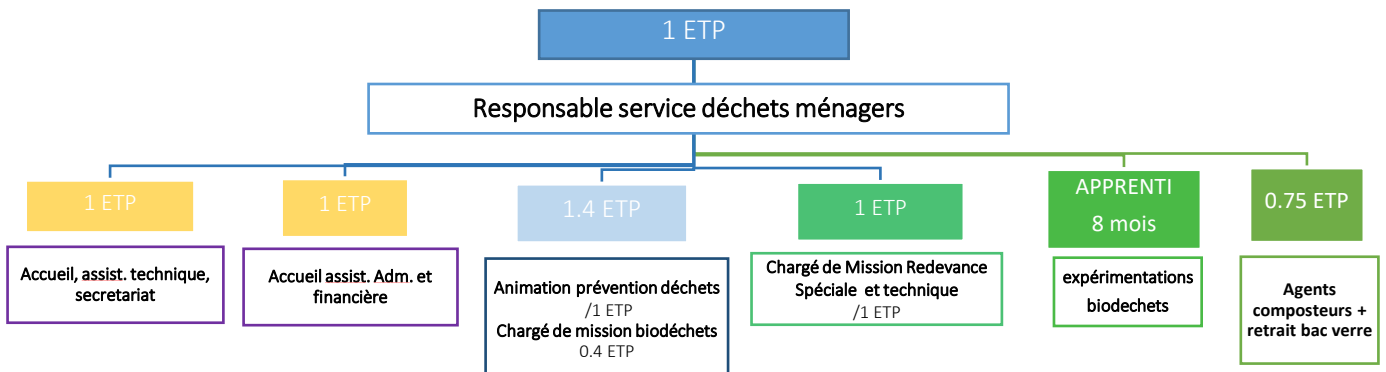 1 ETP
Responsable service déchets ménagers
1 ETP
Accueil, assist. technique,
secretariat
1 ETP
Accueil assist. Adm. et
financière
1.4 ETP
Animation prévention déchets
/1 ETP
Chargé de mission biodéchets
0.4 ETP
1 ETP
Chargé de Mission Redevance
Spéciale et technique
/1 ETP
APPRENTI
8 mois
expérimentations
biodechets
0.75 ETP
Agents
composteurs +
retrait bac verre